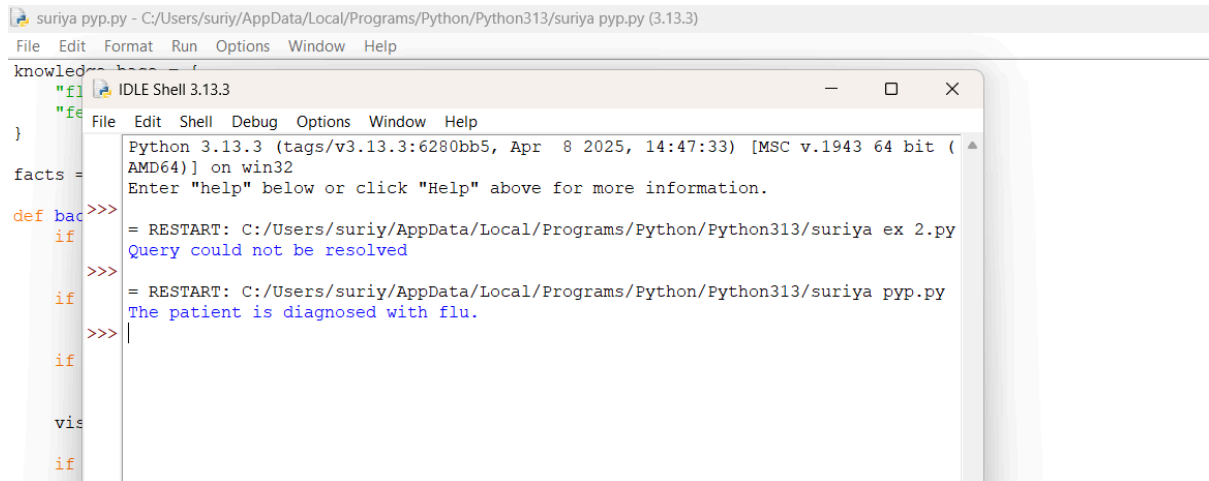 suriya pyp.py - C:/Users/suriy/AppData/Local/Programs/Python/Python313/suriya pyp.py (3.13.3)
File Edit Format Run Options Window Help
IDLE Shell 3.13.3
"fl
"fe
File Edit Shell Debug Options Window Help
}
Python 3.13.3 (tags/v3.13.3:6280bb5, Apr  8 2025, 14:47:33) [MSC v.1943 64 bit (
AMD64)] on win32
facts =
Enter "help" below or click "Help" above for more information.
def bac
>>>
if
= RESTART: C:/Users/suriy/AppData/Local/Programs/Python/Python313/suriya ex 2.py
Query could not be resolved
>>>
if
= RESTART: C:/Users/suriy/AppData/Local/Programs/Python/Python313/suriya pyp.py
The patient is diagnosed with flu.
>>>
if
vis
if